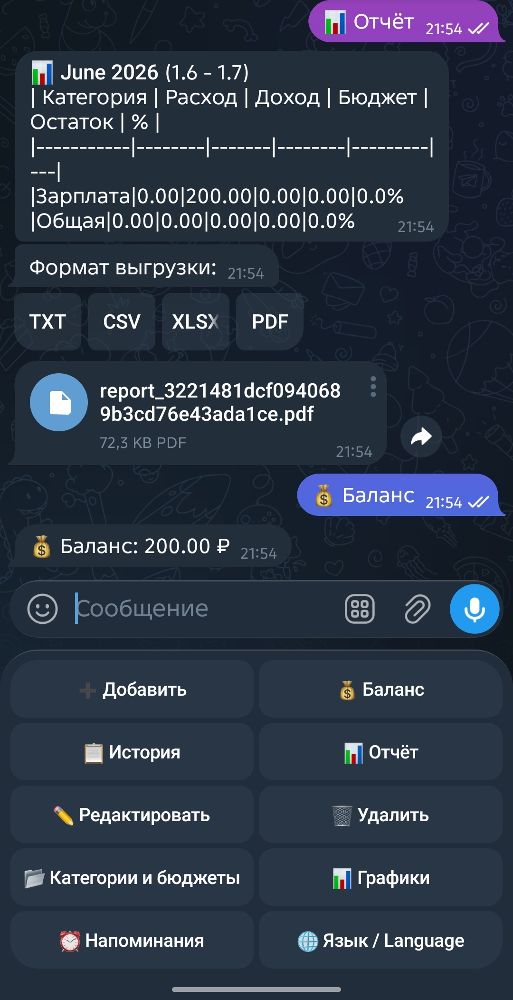 📊 Отчёт 21:54
📊 June 2026 (1.6 - 1.7)
| Категория | Расход | Доход | Бюджет |
Остаток | % |
|-----------|--------|-------|--------|---------|
---|
|Зарплата|0.00|200.00|0.00|0.00|0.0%
|Общая|0.00|0.00|0.00|0.00|0.0% 21:54
Формат выгрузки: 21:54
TXT CSV XLSX PDF
report_3221481dcf094068
9b3cd76e43ada1ce.pdf
72,3 KB PDF 21:54
💰 Баланс 21:54
💰 Баланс: 200.00 ₽ 21:54
Сообщение
➕ Добавить 💰 Баланс
📋 История 📊 Отчёт
✏️ Редактировать 🗑️ Удалить
📂 Категории и бюджеты 📊 Графики
⏰ Напоминания 🌐 Язык / Language